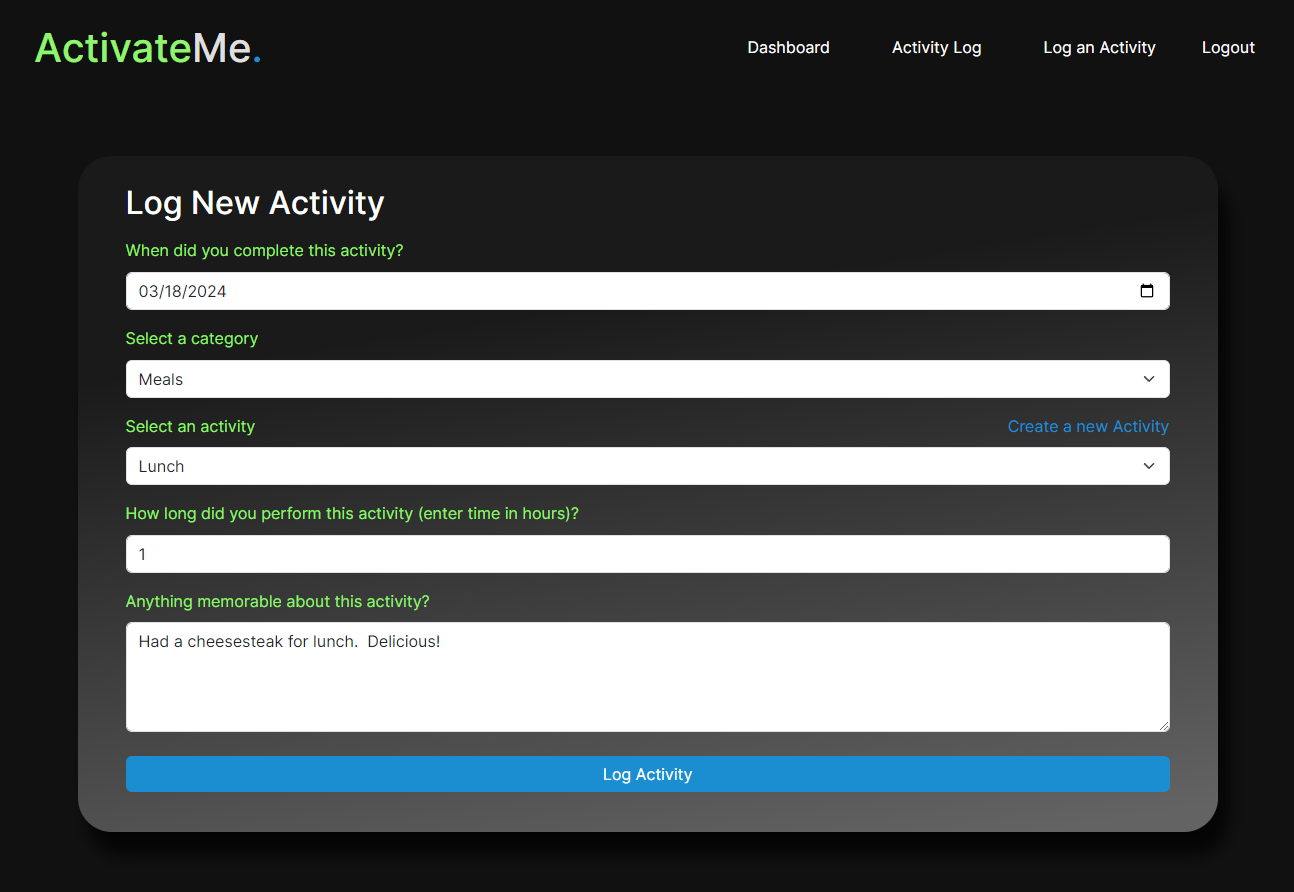 ActivateMe.
Dashboard Activity Log Log an Activity Logout
Log New Activity
When did you complete this activity?
03/18/2024
Select a category
Meals
Select an activity Create a new Activity
Lunch
How long did you perform this activity (enter time in hours)?
1
Anything memorable about this activity?
Had a cheesesteak for lunch.  Delicious!
Log Activity